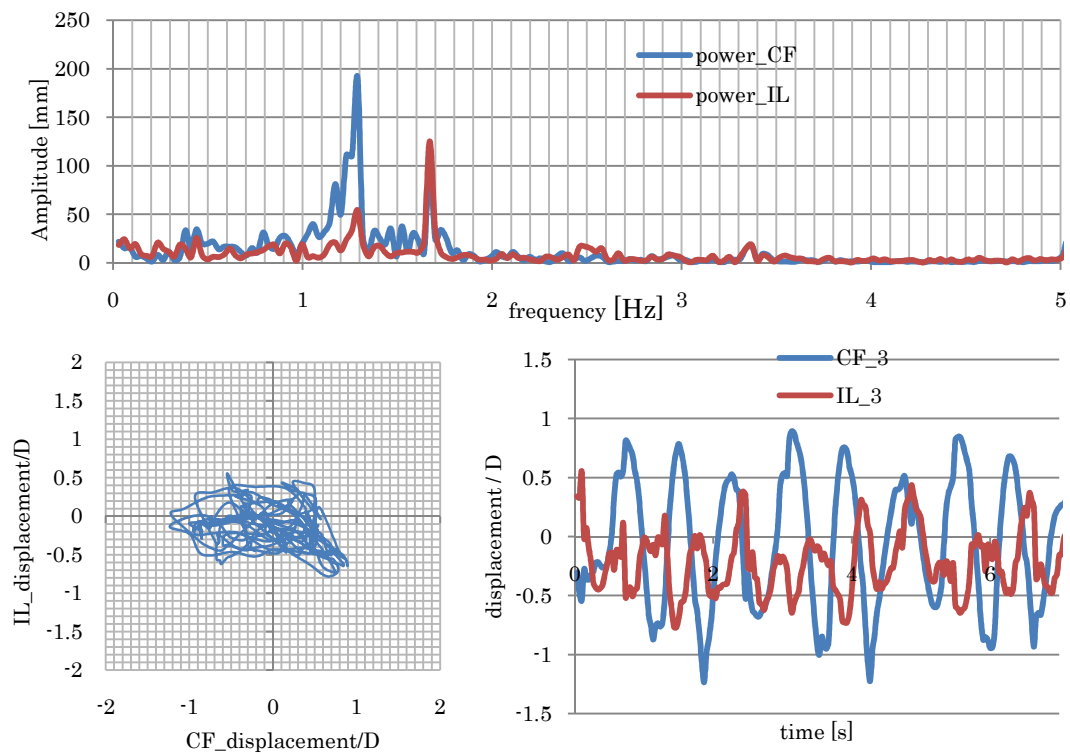 250
200
150
100
50
0
Amplitude [mm]
power_CF
power_IL
0 1 2 3 4 5
frequency [Hz]
2
1.5
1
0.5
0
-0.5
-1
-1.5
-2
IL_displacement/D
-2 -1 0 1 2
CF_displacement/D
1.5
1
0.5
0
-0.5
-1
-1.5
displacement / D
CF_3
IL_3
0 2 4 6
time [s]